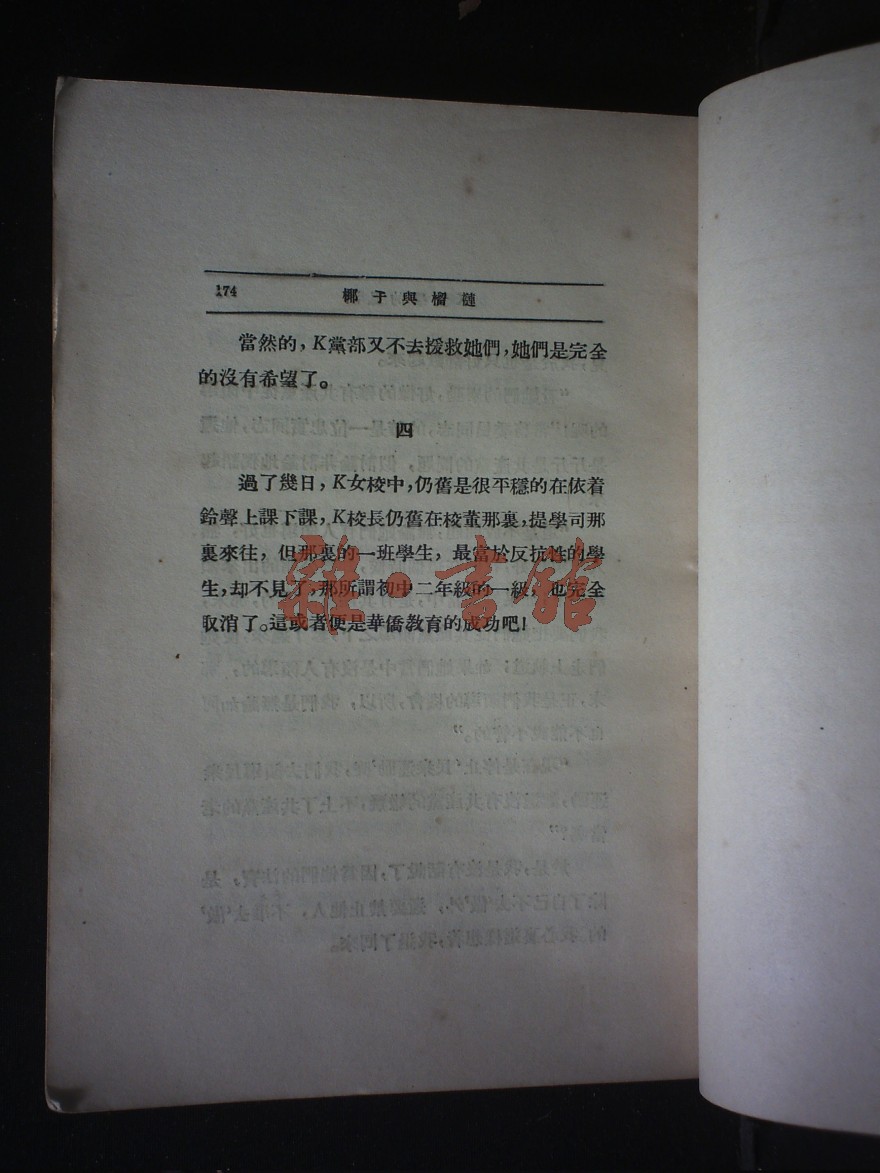 174
椰子與榴槤
當然的，K黨部又不去援救她們，她們是完全
的沒有希望了。
四
過了幾日，K女校中，仍舊是很平穩的在依着
鈴聲上課下課，K校長仍舊在校董那裏，提學司那
裏來往，但那裏的一班學生，最富於反抗性的學
生，却不見了，那所謂初中二年級的一級，也完全
取消了。這或者便是華僑教育的成功吧！
雜·書館